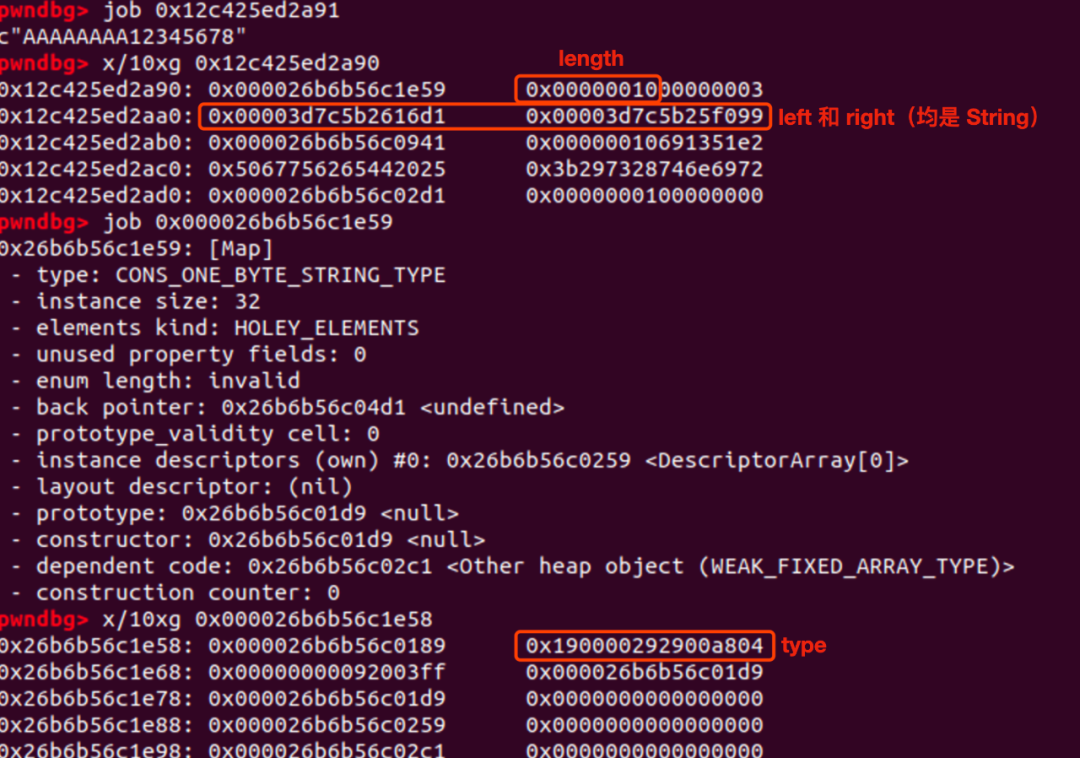 pwndbg> job 0x12c425ed2a91
c"AAAAAAAA12345678"
pwndbg> x/10xg 0x12c425ed2a90
length
0x12c425ed2a90: 0x000026b6b56c1e59 0x0000001000000003
0x12c425ed2aa0: 0x00003d7c5b2616d1 0x00003d7c5b25f099 left 和 right（均是 String）
0x12c425ed2ab0: 0x000026b6b56c0941 0x00000010691351e2
0x12c425ed2ac0: 0x5067756265442025 0x3b297328746e6972
0x12c425ed2ad0: 0x000026b6b56c02d1 0x0000000100000000
pwndbg> job 0x000026b6b56c1e59
0x26b6b56c1e59: [Map]
- type: CONS_ONE_BYTE_STRING_TYPE
- instance size: 32
- elements kind: HOLEY_ELEMENTS
- unused property fields: 0
- enum length: invalid
- back pointer: 0x26b6b56c04d1 <undefined>
- prototype_validity cell: 0
- instance descriptors (own) #0: 0x26b6b56c0259 <DescriptorArray[0]>
- layout descriptor: (nil)
- prototype: 0x26b6b56c01d9 <null>
- constructor: 0x26b6b56c01d9 <null>
- dependent code: 0x26b6b56c02c1 <Other heap object (WEAK_FIXED_ARRAY_TYPE)>
- construction counter: 0
pwndbg> x/10xg 0x000026b6b56c1e58
0x26b6b56c1e58: 0x000026b6b56c0189 0x190000292900a804 type
0x26b6b56c1e68: 0x00000000092003ff 0x000026b6b56c01d9
0x26b6b56c1e78: 0x000026b6b56c01d9 0x0000000000000000
0x26b6b56c1e88: 0x000026b6b56c0259 0x0000000000000000
0x26b6b56c1e98: 0x000026b6b56c02c1 0x0000000000000000